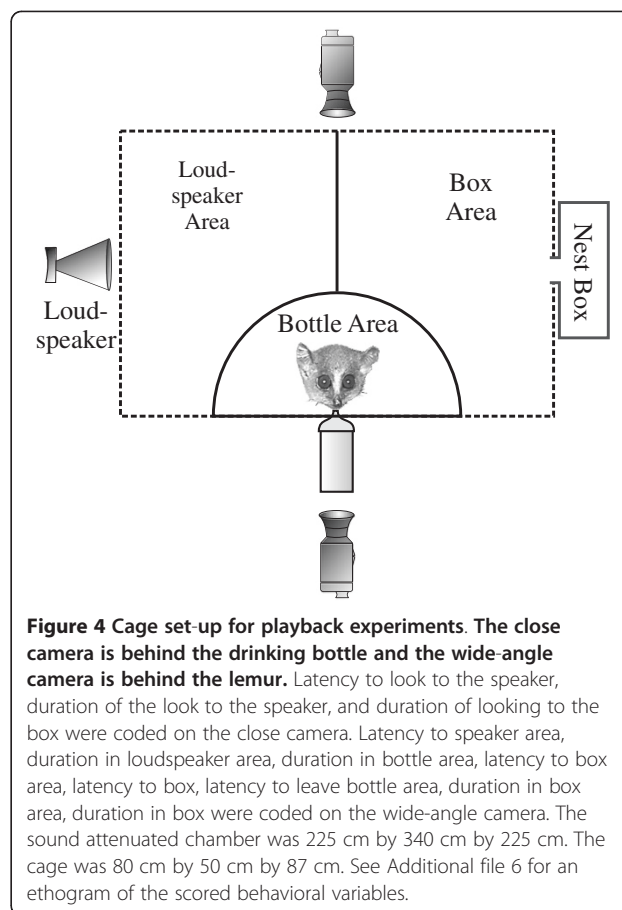 Loud-
speaker
Area
Box
Area
Nest Box
Loud-
speaker
Bottle Area
Figure 4 Cage set-up for playback experiments. The close
camera is behind the drinking bottle and the wide-angle
camera is behind the lemur. Latency to look to the speaker,
duration of the look to the speaker, and duration of looking to the
box were coded on the close camera. Latency to speaker area,
duration in loudspeaker area, duration in bottle area, latency to box
area, latency to box, latency to leave bottle area, duration in box
area, duration in box were coded on the wide-angle camera. The
sound attenuated chamber was 225 cm by 340 cm by 225 cm. The
cage was 80 cm by 50 cm by 87 cm. See Additional file 6 for an
ethogram of the scored behavioral variables.